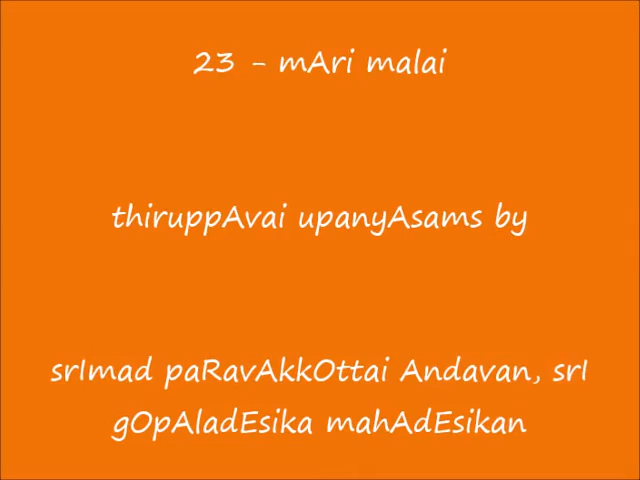 23 - mAri malai
thiruppAvai upanyAsams by
srImad paRavAkkOttai Andavan, srI
gOpAladEsika mahAdEsikan